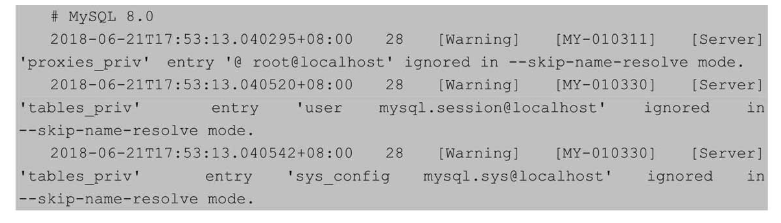 # MySQL 8.0
2018-06-21T17:53:13.040295+08:00 28 [Warning] [MY-010311] [Server]
'proxies_priv' entry '@ root@localhost' ignored in --skip-name-resolve mode.
2018-06-21T17:53:13.040520+08:00 28 [Warning] [MY-010330] [Server]
'tables_priv' entry 'user mysql.session@localhost' ignored in
--skip-name-resolve mode.
2018-06-21T17:53:13.040542+08:00 28 [Warning] [MY-010330] [Server]
'tables_priv' entry 'sys_config mysql.sys@localhost' ignored in
--skip-name-resolve mode.